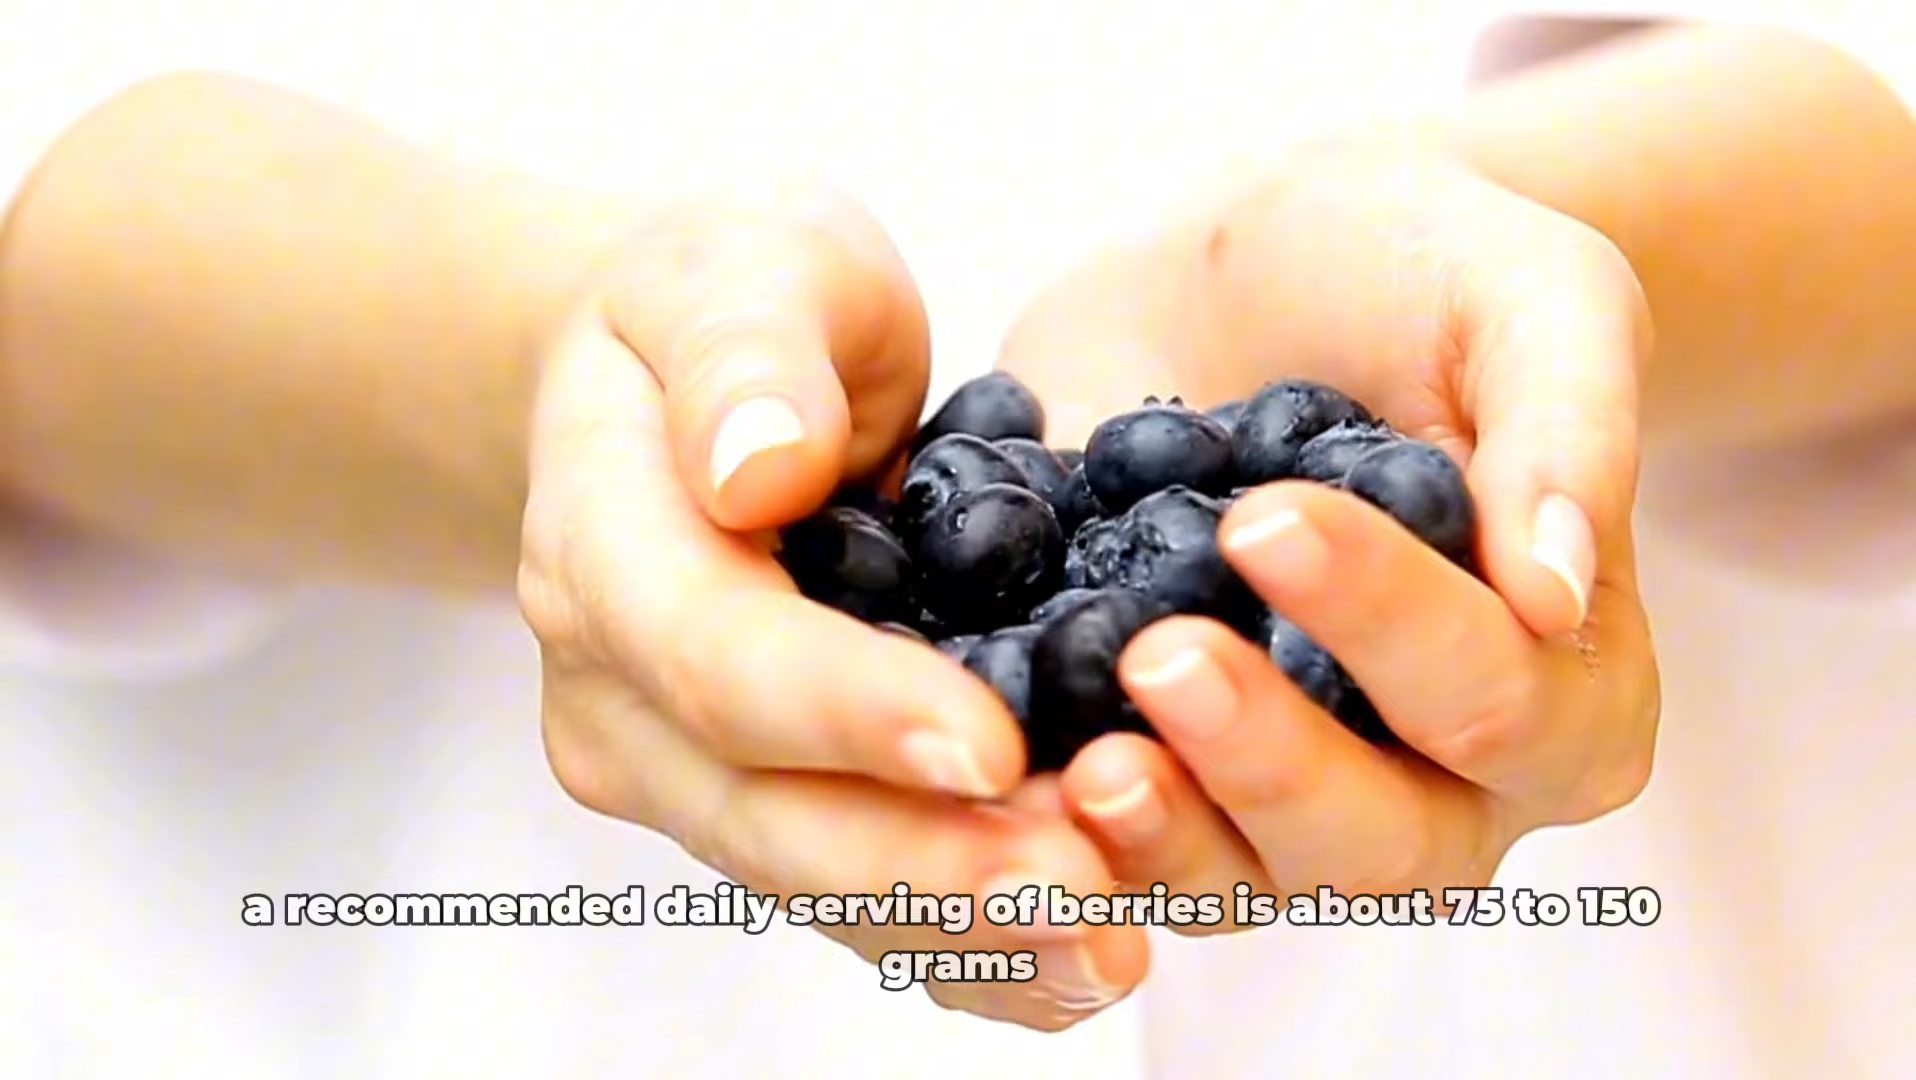 a recommended daily serving of berries is about 75 to 150
grams